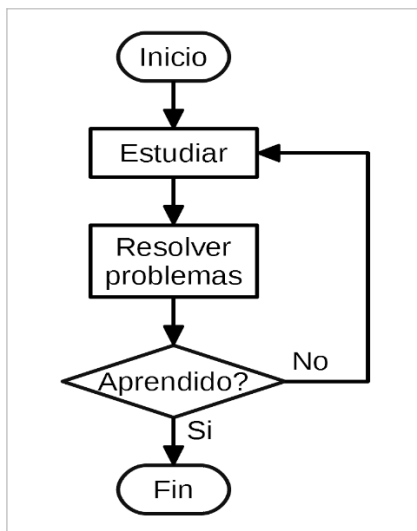 Inicio
Estudiar
Resolver
problemas
Aprendido?
No
Si
Fin